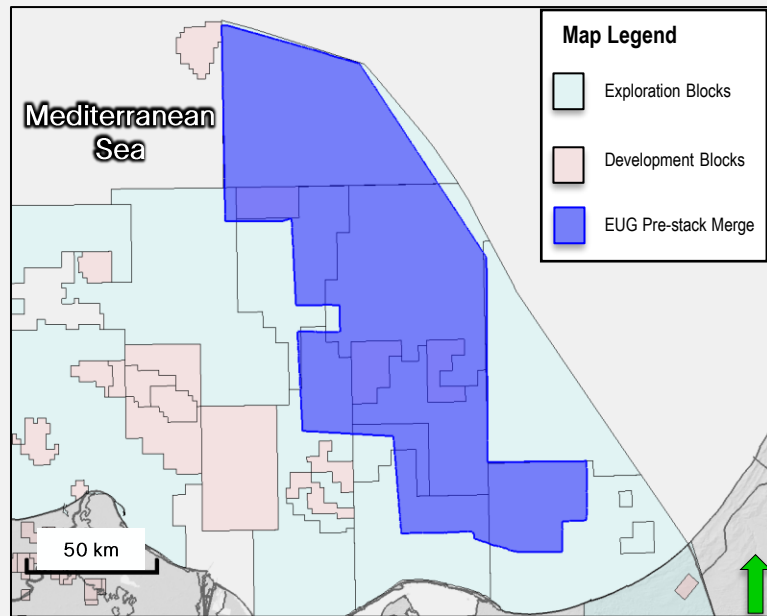 Map Legend
Exploration Blocks
Mediterranean
Sea
Development Blocks
EUG Pre-stack Merge
50 km